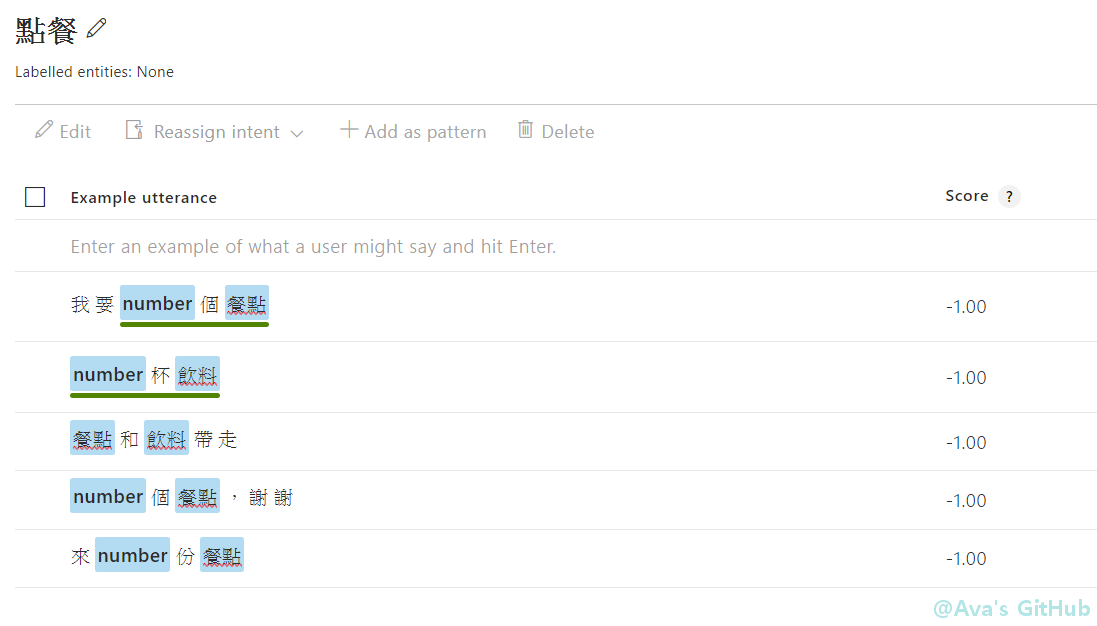 點餐
Labelled entities: None
Edit Reassign intent Add as pattern Delete
Example utterance Score ?
Enter an example of what a user might say and hit Enter.
我 要 number 個 餐點 -1.00
number 杯 飲料 -1.00
餐點 和 飲料 帶 走 -1.00
number 個 餐點 ， 謝 謝 -1.00
來 number 份 餐點 -1.00
@Ava's GitHub